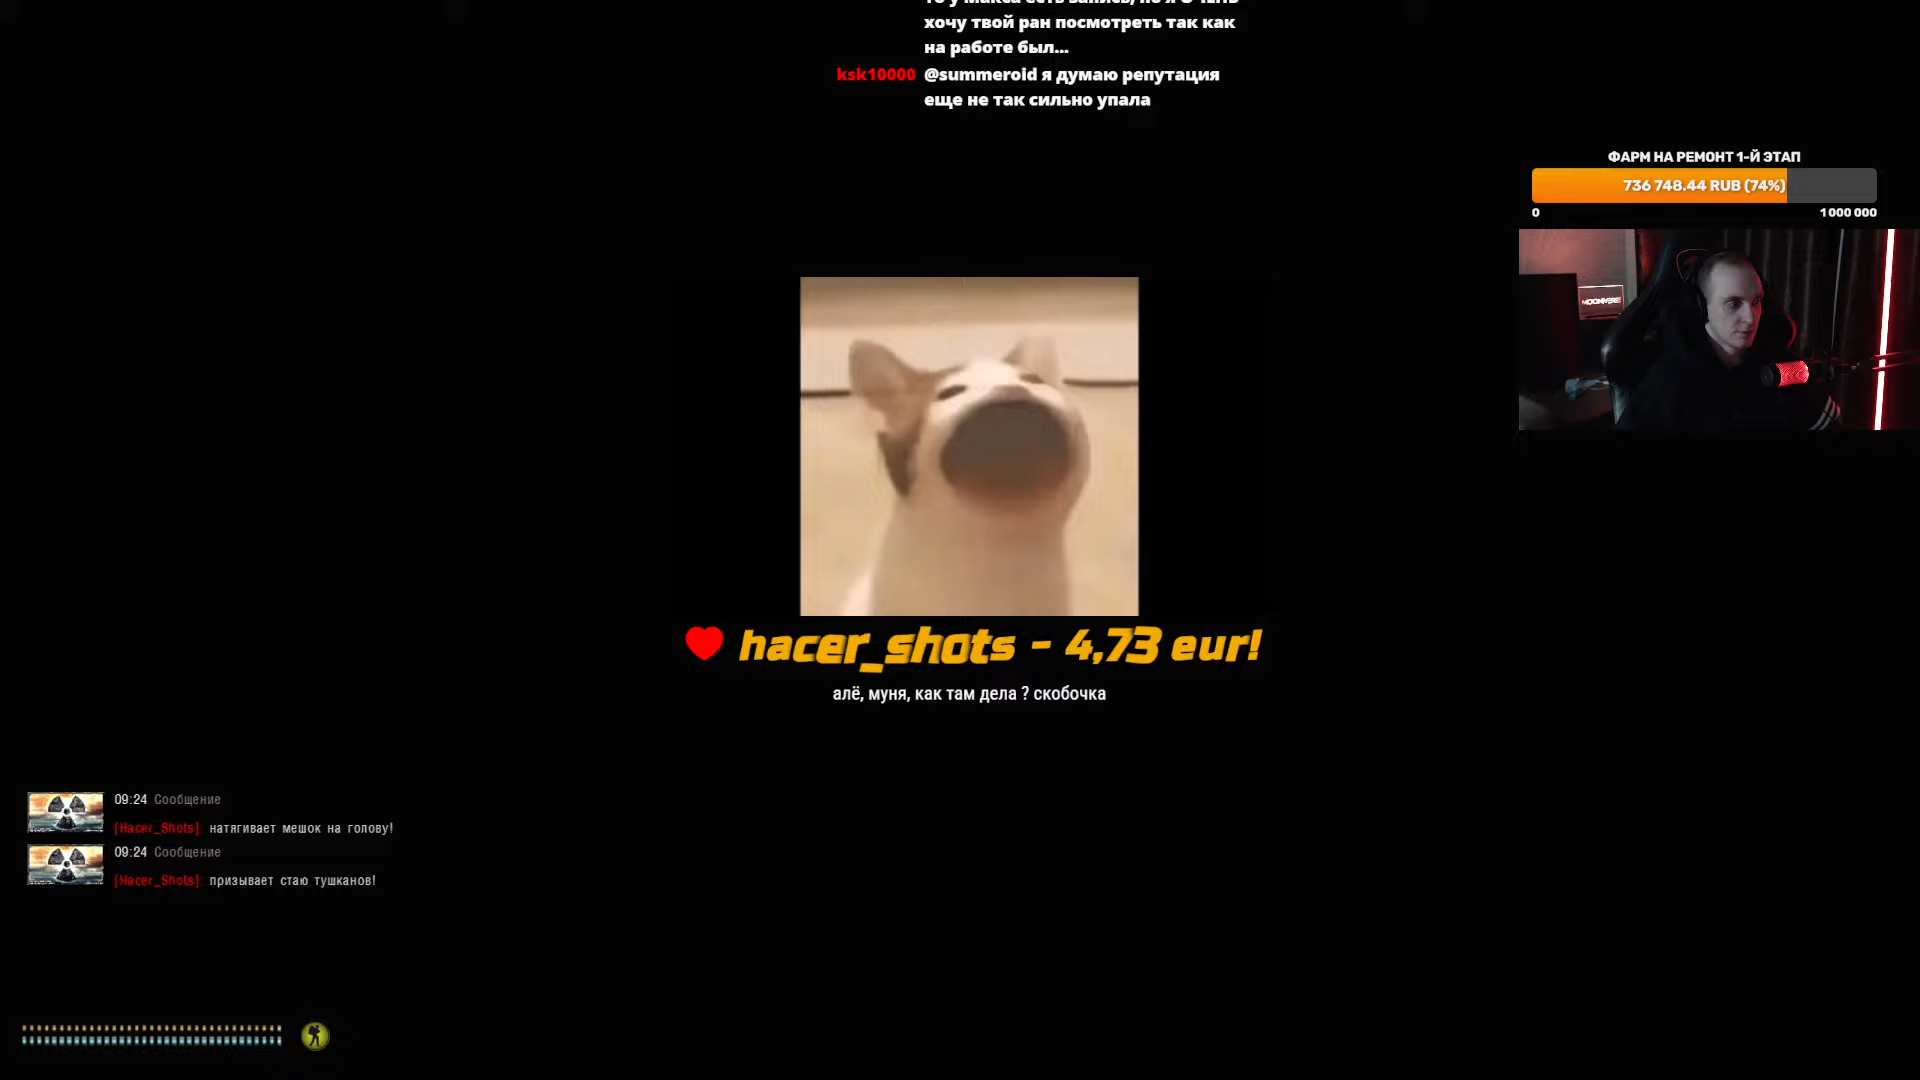 хочу твой ран посмотреть так как
на работе был...
ksk10000 @summeroid я думаю репутация
еще не так сильно упала
ФАРМ НА РЕМОНТ 1-Й ЭТАП
736 748.44 RUB (74%)
0 1 000 000
MOONVERSE
hacer_shots - 4,73 eur!
алё, муня, как там дела ? скобочка
09:24 Сообщение
[Hacer_Shots]: натягивает мешок на голову!
09:24 Сообщение
[Hacer_Shots]: призывает стаю тушканов!